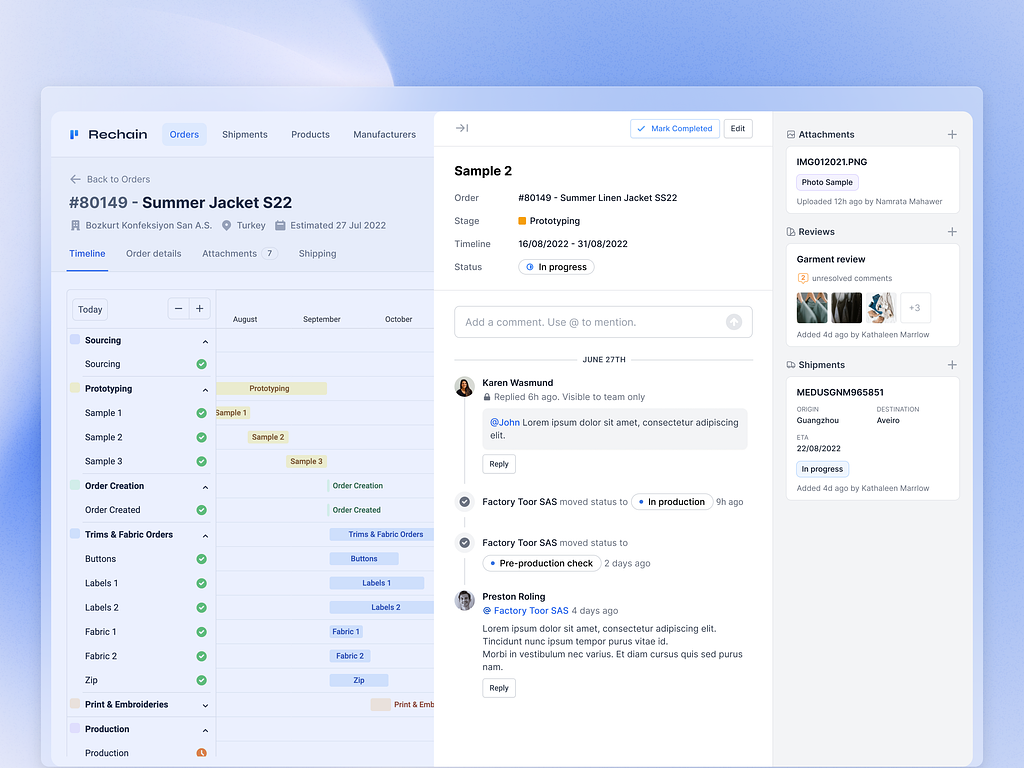 Rechain
Orders
Shipments
Products
Manufacturers
Back to Orders
#80149 - Summer Jacket S22
Bozkurt Konfeksiyon San A.S.
Turkey
Estimated 27 Jul 2022
Timeline
Order details
Attachments 7
Shipping
Today
August
September
October
Sourcing
Sourcing
Prototyping
Prototyping
Sample 1
Sample 1
Sample 2
Sample 2
Sample 3
Sample 3
Order Creation
Order Creation
Order Created
Order Created
Trims & Fabric Orders
Trims & Fabric Orders
Buttons
Buttons
Labels 1
Labels 1
Labels 2
Labels 2
Fabric 1
Fabric 1
Fabric 2
Fabric 2
Zip
Zip
Print & Embroideries
Print & Emb
Production
Production
Mark Completed
Edit
Sample 2
Order
#80149 - Summer Linen Jacket SS22
Stage
Prototyping
Timeline
16/08/2022 - 31/08/2022
Status
In progress
Add a comment. Use @ to mention.
JUNE 27TH
Karen Wasmund
Replied 6h ago. Visible to team only
@John Lorem ipsum dolor sit amet, consectetur adipiscing
elit.
Reply
Factory Toor SAS moved status to In production 9h ago
Factory Toor SAS moved status to
Pre-production check 2 days ago
Preston Roling
@ Factory Toor SAS 4 days ago
Lorem ipsum dolor sit amet, consectetur adipiscing elit.
Tincidunt nunc ipsum tempor purus vitae id.
Morbi in vestibulum nec varius. Et diam cursus quis sed purus
nam.
Reply
Attachments
IMG012021.PNG
Photo Sample
Uploaded 12h ago by Namrata Mahawer
Reviews
Garment review
2 unresolved comments
+3
Added 4d ago by Kathaleen Marrlow
Shipments
MEDUSGNM965851
ORIGIN
DESTINATION
Guangzhou
Aveiro
ETA
22/08/2022
In progress
Added 4d ago by Kathaleen Marrlow